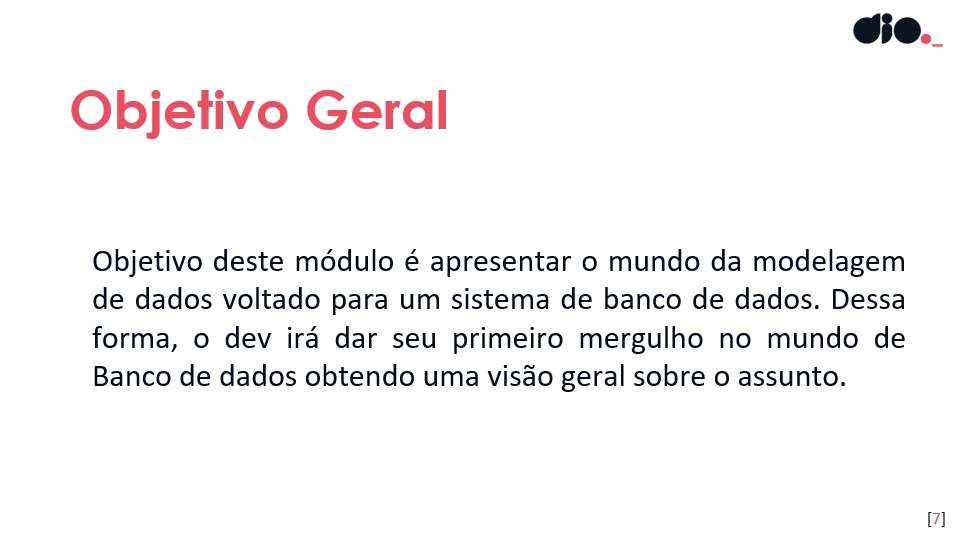 dio._
Objetivo Geral
Objetivo deste módulo é apresentar o mundo da modelagem
de dados voltado para um sistema de banco de dados. Dessa
forma, o dev irá dar seu primeiro mergulho no mundo de
Banco de dados obtendo uma visão geral sobre o assunto.
[7]